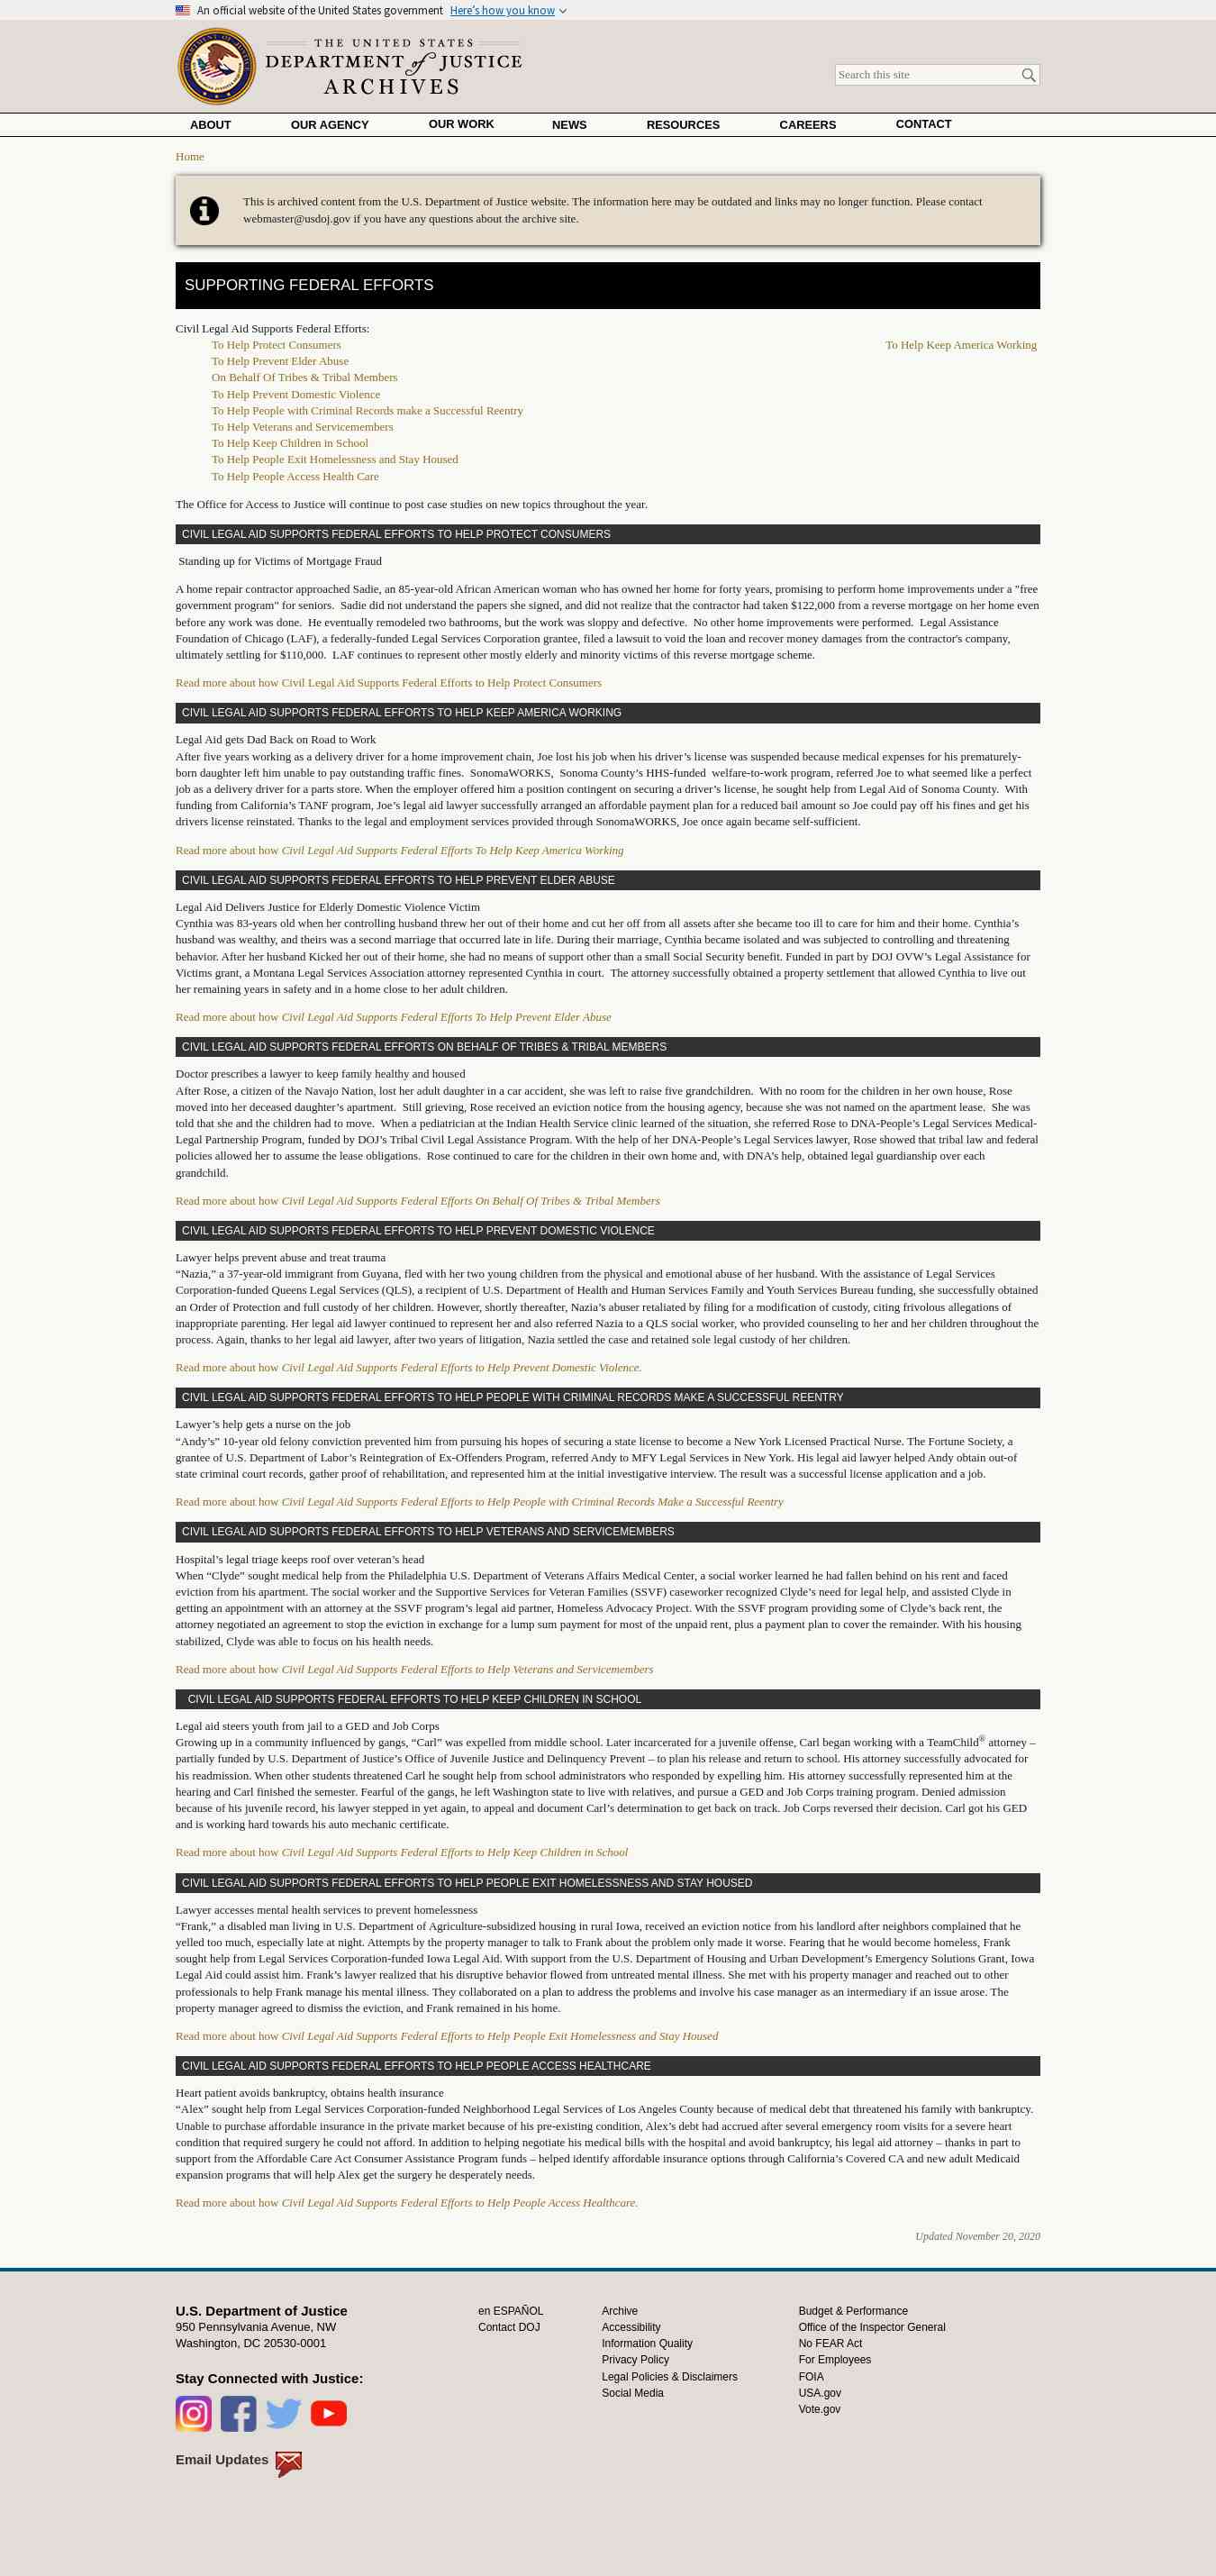 An official website of the United States government Here's how you know
THE UNITED STATES
DEPARTMENT of JUSTICE
ARCHIVES
Search this site
ABOUT OUR AGENCY OUR WORK NEWS RESOURCES CAREERS CONTACT
Home
This is archived content from the U.S. Department of Justice website. The information here may be outdated and links may no longer function. Please contact
webmaster@usdoj.gov if you have any questions about the archive site.
SUPPORTING FEDERAL EFFORTS
Civil Legal Aid Supports Federal Efforts:
To Help Protect Consumers To Help Keep America Working
To Help Prevent Elder Abuse
On Behalf Of Tribes & Tribal Members
To Help Prevent Domestic Violence
To Help People with Criminal Records make a Successful Reentry
To Help Veterans and Servicemembers
To Help Keep Children in School
To Help People Exit Homelessness and Stay Housed
To Help People Access Health Care
The Office for Access to Justice will continue to post case studies on new topics throughout the year.
CIVIL LEGAL AID SUPPORTS FEDERAL EFFORTS TO HELP PROTECT CONSUMERS
Standing up for Victims of Mortgage Fraud
A home repair contractor approached Sadie, an 85-year-old African American woman who has owned her home for forty years, promising to perform home improvements under a "free
government program" for seniors.  Sadie did not understand the papers she signed, and did not realize that the contractor had taken $122,000 from a reverse mortgage on her home even
before any work was done.  He eventually remodeled two bathrooms, but the work was sloppy and defective.  No other home improvements were performed.  Legal Assistance
Foundation of Chicago (LAF), a federally-funded Legal Services Corporation grantee, filed a lawsuit to void the loan and recover money damages from the contractor's company,
ultimately settling for $110,000.  LAF continues to represent other mostly elderly and minority victims of this reverse mortgage scheme.
Read more about how Civil Legal Aid Supports Federal Efforts to Help Protect Consumers
CIVIL LEGAL AID SUPPORTS FEDERAL EFFORTS TO HELP KEEP AMERICA WORKING
Legal Aid gets Dad Back on Road to Work
After five years working as a delivery driver for a home improvement chain, Joe lost his job when his driver’s license was suspended because medical expenses for his prematurely-
born daughter left him unable to pay outstanding traffic fines.  SonomaWORKS,  Sonoma County’s HHS-funded  welfare-to-work program, referred Joe to what seemed like a perfect
job as a delivery driver for a parts store. When the employer offered him a position contingent on securing a driver’s license, he sought help from Legal Aid of Sonoma County.  With
funding from California’s TANF program, Joe’s legal aid lawyer successfully arranged an affordable payment plan for a reduced bail amount so Joe could pay off his fines and get his
drivers license reinstated. Thanks to the legal and employment services provided through SonomaWORKS, Joe once again became self-sufficient.
Read more about how Civil Legal Aid Supports Federal Efforts To Help Keep America Working
CIVIL LEGAL AID SUPPORTS FEDERAL EFFORTS TO HELP PREVENT ELDER ABUSE
Legal Aid Delivers Justice for Elderly Domestic Violence Victim
Cynthia was 83-years old when her controlling husband threw her out of their home and cut her off from all assets after she became too ill to care for him and their home. Cynthia’s
husband was wealthy, and theirs was a second marriage that occurred late in life. During their marriage, Cynthia became isolated and was subjected to controlling and threatening
behavior. After her husband Kicked her out of their home, she had no means of support other than a small Social Security benefit. Funded in part by DOJ OVW’s Legal Assistance for
Victims grant, a Montana Legal Services Association attorney represented Cynthia in court.  The attorney successfully obtained a property settlement that allowed Cynthia to live out
her remaining years in safety and in a home close to her adult children.
Read more about how Civil Legal Aid Supports Federal Efforts To Help Prevent Elder Abuse
CIVIL LEGAL AID SUPPORTS FEDERAL EFFORTS ON BEHALF OF TRIBES & TRIBAL MEMBERS
Doctor prescribes a lawyer to keep family healthy and housed
After Rose, a citizen of the Navajo Nation, lost her adult daughter in a car accident, she was left to raise five grandchildren.  With no room for the children in her own house, Rose
moved into her deceased daughter’s apartment.  Still grieving, Rose received an eviction notice from the housing agency, because she was not named on the apartment lease.  She was
told that she and the children had to move.  When a pediatrician at the Indian Health Service clinic learned of the situation, she referred Rose to DNA-People’s Legal Services Medical-
Legal Partnership Program, funded by DOJ’s Tribal Civil Legal Assistance Program. With the help of her DNA-People’s Legal Services lawyer, Rose showed that tribal law and federal
policies allowed her to assume the lease obligations.  Rose continued to care for the children in their own home and, with DNA’s help, obtained legal guardianship over each
grandchild.
Read more about how Civil Legal Aid Supports Federal Efforts On Behalf Of Tribes & Tribal Members
CIVIL LEGAL AID SUPPORTS FEDERAL EFFORTS TO HELP PREVENT DOMESTIC VIOLENCE
Lawyer helps prevent abuse and treat trauma
“Nazia,” a 37-year-old immigrant from Guyana, fled with her two young children from the physical and emotional abuse of her husband. With the assistance of Legal Services
Corporation-funded Queens Legal Services (QLS), a recipient of U.S. Department of Health and Human Services Family and Youth Services Bureau funding, she successfully obtained
an Order of Protection and full custody of her children. However, shortly thereafter, Nazia’s abuser retaliated by filing for a modification of custody, citing frivolous allegations of
inappropriate parenting. Her legal aid lawyer continued to represent her and also referred Nazia to a QLS social worker, who provided counseling to her and her children throughout the
process. Again, thanks to her legal aid lawyer, after two years of litigation, Nazia settled the case and retained sole legal custody of her children.
Read more about how Civil Legal Aid Supports Federal Efforts to Help Prevent Domestic Violence.
CIVIL LEGAL AID SUPPORTS FEDERAL EFFORTS TO HELP PEOPLE WITH CRIMINAL RECORDS MAKE A SUCCESSFUL REENTRY
Lawyer’s help gets a nurse on the job
“Andy’s” 10-year old felony conviction prevented him from pursuing his hopes of securing a state license to become a New York Licensed Practical Nurse. The Fortune Society, a
grantee of U.S. Department of Labor’s Reintegration of Ex-Offenders Program, referred Andy to MFY Legal Services in New York. His legal aid lawyer helped Andy obtain out-of
state criminal court records, gather proof of rehabilitation, and represented him at the initial investigative interview. The result was a successful license application and a job.
Read more about how Civil Legal Aid Supports Federal Efforts to Help People with Criminal Records Make a Successful Reentry
CIVIL LEGAL AID SUPPORTS FEDERAL EFFORTS TO HELP VETERANS AND SERVICEMEMBERS
Hospital’s legal triage keeps roof over veteran’s head
When “Clyde” sought medical help from the Philadelphia U.S. Department of Veterans Affairs Medical Center, a social worker learned he had fallen behind on his rent and faced
eviction from his apartment. The social worker and the Supportive Services for Veteran Families (SSVF) caseworker recognized Clyde’s need for legal help, and assisted Clyde in
getting an appointment with an attorney at the SSVF program’s legal aid partner, Homeless Advocacy Project. With the SSVF program providing some of Clyde’s back rent, the
attorney negotiated an agreement to stop the eviction in exchange for a lump sum payment for most of the unpaid rent, plus a payment plan to cover the remainder. With his housing
stabilized, Clyde was able to focus on his health needs.
Read more about how Civil Legal Aid Supports Federal Efforts to Help Veterans and Servicemembers
CIVIL LEGAL AID SUPPORTS FEDERAL EFFORTS TO HELP KEEP CHILDREN IN SCHOOL
Legal aid steers youth from jail to a GED and Job Corps
Growing up in a community influenced by gangs, “Carl” was expelled from middle school. Later incarcerated for a juvenile offense, Carl began working with a TeamChild® attorney –
partially funded by U.S. Department of Justice’s Office of Juvenile Justice and Delinquency Prevent – to plan his release and return to school. His attorney successfully advocated for
his readmission. When other students threatened Carl he sought help from school administrators who responded by expelling him. His attorney successfully represented him at the
hearing and Carl finished the semester. Fearful of the gangs, he left Washington state to live with relatives, and pursue a GED and Job Corps training program. Denied admission
because of his juvenile record, his lawyer stepped in yet again, to appeal and document Carl’s determination to get back on track. Job Corps reversed their decision. Carl got his GED
and is working hard towards his auto mechanic certificate.
Read more about how Civil Legal Aid Supports Federal Efforts to Help Keep Children in School
CIVIL LEGAL AID SUPPORTS FEDERAL EFFORTS TO HELP PEOPLE EXIT HOMELESSNESS AND STAY HOUSED
Lawyer accesses mental health services to prevent homelessness
“Frank,” a disabled man living in U.S. Department of Agriculture-subsidized housing in rural Iowa, received an eviction notice from his landlord after neighbors complained that he
yelled too much, especially late at night. Attempts by the property manager to talk to Frank about the problem only made it worse. Fearing that he would become homeless, Frank
sought help from Legal Services Corporation-funded Iowa Legal Aid. With support from the U.S. Department of Housing and Urban Development’s Emergency Solutions Grant, Iowa
Legal Aid could assist him. Frank’s lawyer realized that his disruptive behavior flowed from untreated mental illness. She met with his property manager and reached out to other
professionals to help Frank manage his mental illness. They collaborated on a plan to address the problems and involve his case manager as an intermediary if an issue arose. The
property manager agreed to dismiss the eviction, and Frank remained in his home.
Read more about how Civil Legal Aid Supports Federal Efforts to Help People Exit Homelessness and Stay Housed
CIVIL LEGAL AID SUPPORTS FEDERAL EFFORTS TO HELP PEOPLE ACCESS HEALTHCARE
Heart patient avoids bankruptcy, obtains health insurance
“Alex” sought help from Legal Services Corporation-funded Neighborhood Legal Services of Los Angeles County because of medical debt that threatened his family with bankruptcy.
Unable to purchase affordable insurance in the private market because of his pre-existing condition, Alex’s debt had accrued after several emergency room visits for a severe heart
condition that required surgery he could not afford. In addition to helping negotiate his medical bills with the hospital and avoid bankruptcy, his legal aid attorney – thanks in part to
support from the Affordable Care Act Consumer Assistance Program funds – helped identify affordable insurance options through California’s Covered CA and new adult Medicaid
expansion programs that will help Alex get the surgery he desperately needs.
Read more about how Civil Legal Aid Supports Federal Efforts to Help People Access Healthcare.
Updated November 20, 2020
U.S. Department of Justice
950 Pennsylvania Avenue, NW
Washington, DC 20530-0001
Stay Connected with Justice:
Email Updates
en ESPAÑOL
Contact DOJ
Archive
Accessibility
Information Quality
Privacy Policy
Legal Policies & Disclaimers
Social Media
Budget & Performance
Office of the Inspector General
No FEAR Act
For Employees
FOIA
USA.gov
Vote.gov